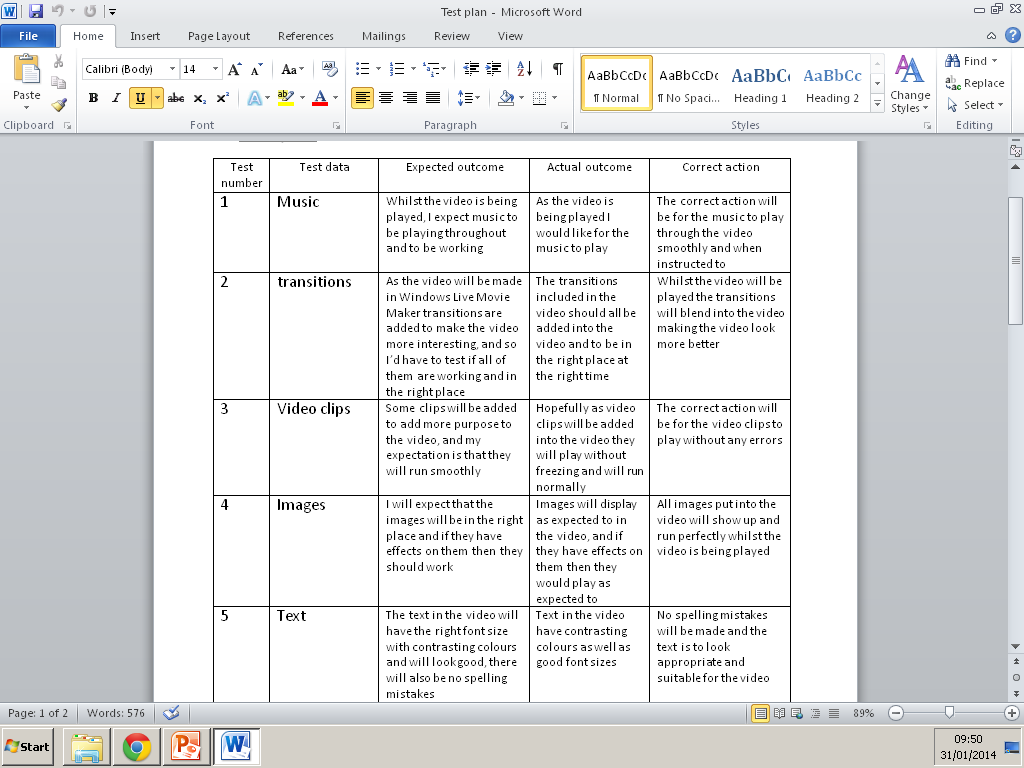 Test plan - Microsoft Word
File Home Insert Page Layout References Mailings Review View
Calibri (Body) 14 Find
Paste Replace
AaBbCcDc AaBbCcDc AaBbC AaBbCc
¶ Normal ¶ No Spaci... Heading 1 Heading 2
Change Styles Select
Clipboard Font Paragraph Styles Editing
Test number Test data Expected outcome Actual outcome Correct action
1
Music
Whilst the video is being
played, I expect music to
be playing throughout
and to be working
As the video is
being played I
would like for the
music to play
The correct action will
be for the music to play
through the video
smoothly and when
instructed to
2
transitions
As the video will be made
in Windows Live Movie
Maker transitions are
added to make the video
more interesting, and so
I'd have to test if all of
them are working and in
the right place
The transitions
included in the
video should all be
added into the
video and to be in
the right place at
the right time
Whilst the video will be
played the transitions
will blend into the video
making the video look
more better
3
Video clips
Some clips will be added
to add more purpose to
the video, and my
expectation is that they
will run smoothly
Hopefully as video
clips will be added
into the video they
will play without
freezing and will run
normally
The correct action will
be for the video clips to
play without any errors
4
Images
I will expect that the
images will be in the right
place and if they have
effects on them then they
should work
Images will display
as expected to in
the video, and if
they have effects on
them then they
would play as
expected to
All images put into the
video will show up and
run perfectly whilst the
video is being played
5
Text
The text in the video will
have the right font size
with contrasting colours
and will look good, there
will also be no spelling
mistakes
Text in the video
have contrasting
colours as well as
good font sizes
No spelling mistakes
will be made and the
text is to look
appropriate and
suitable for the video
Page: 1 of 2 Words: 576 89%
Start 09:50
31/01/2014